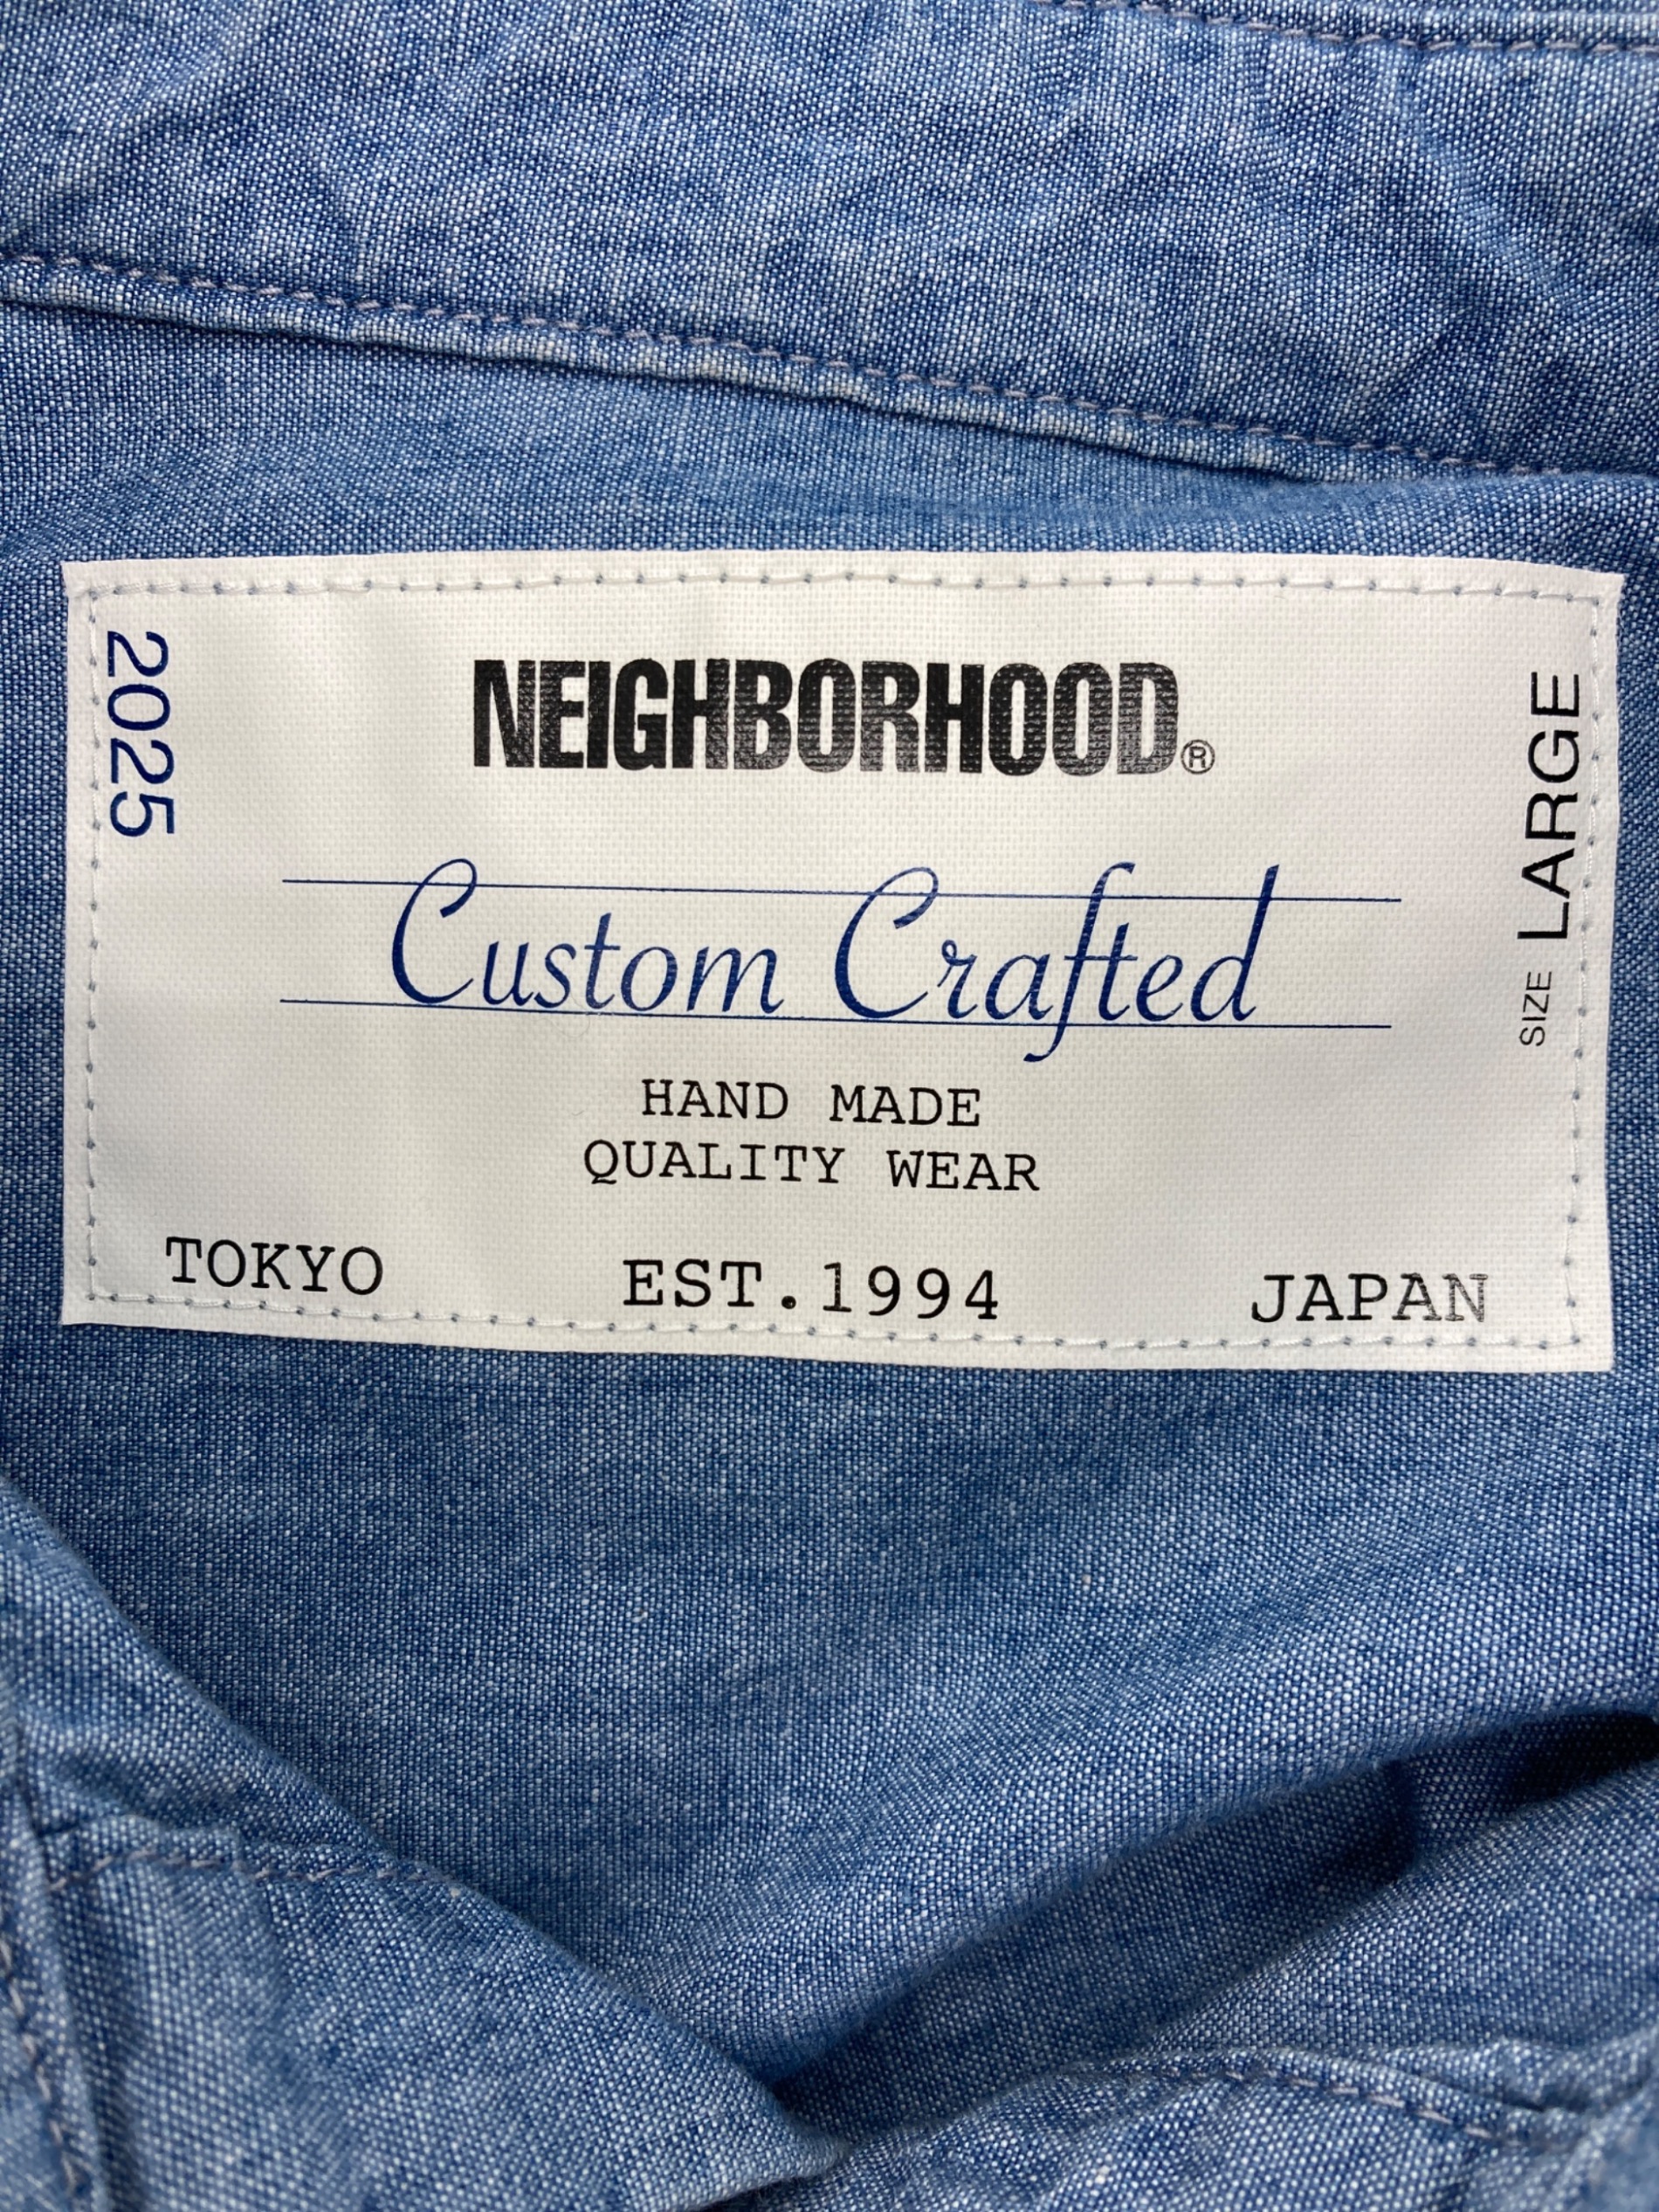 2025
NEIGHBORHOOD®
SIZE LARGE
Custom Crafted
HAND MADE
QUALITY WEAR
TOKYO EST.1994 JAPAN